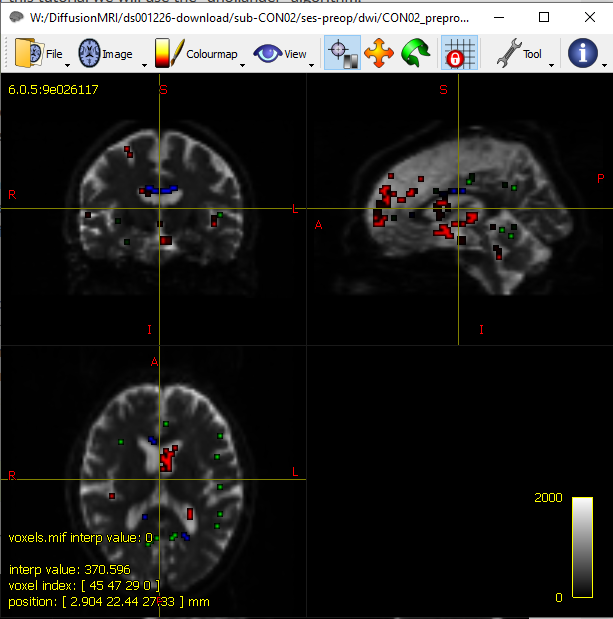 W:/DiffusionMRI/ds001226-download/sub-CON02/ses-preop/dwi/CON02_prepro...
File Image Colourmap View Tool
6.0.5:9e026117
S
S
R
L
P
A
I
I
A
R
L
voxels.mif interp value: 0
2000
interp value: 370.596
voxel index: [ 45 47 29 0 ]
0
position: [ 2.904 22.44 27.33 ] mm